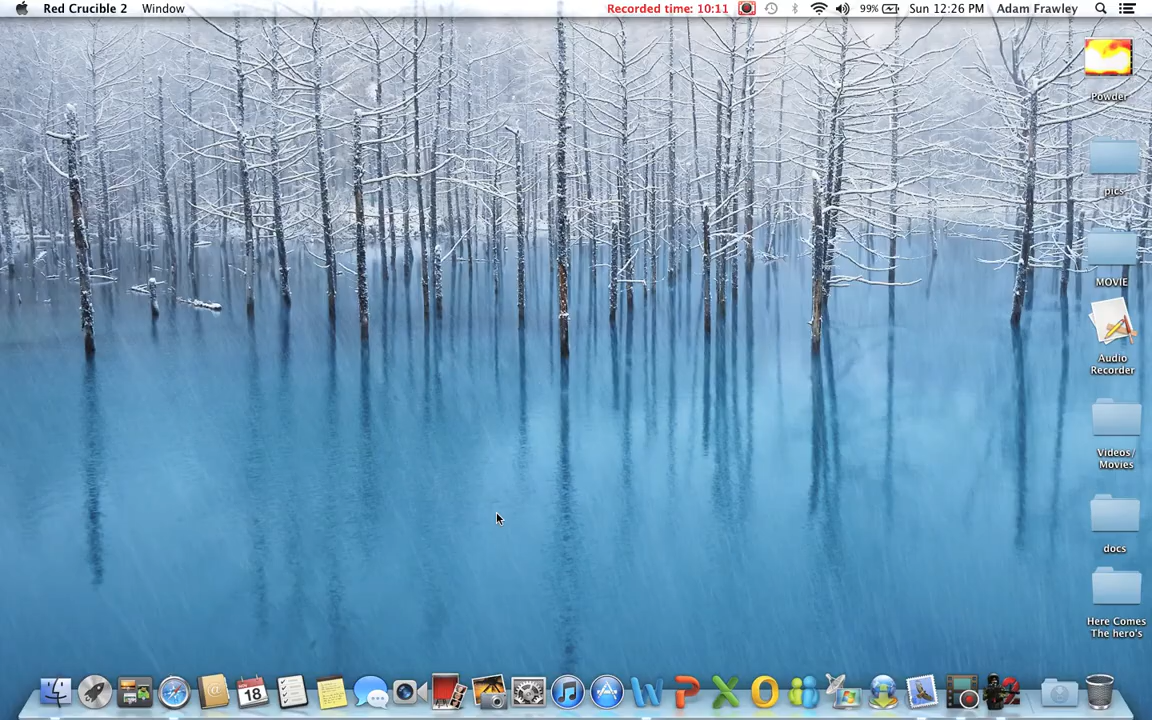 Red Crucible 2 Window Recorded time: 10:11 99% Sun 12:26 PM Adam Frawley
Powder
pics
MOVIE
Audio
Recorder
Videos/
Movies
docs
Here Comes
The hero's
18